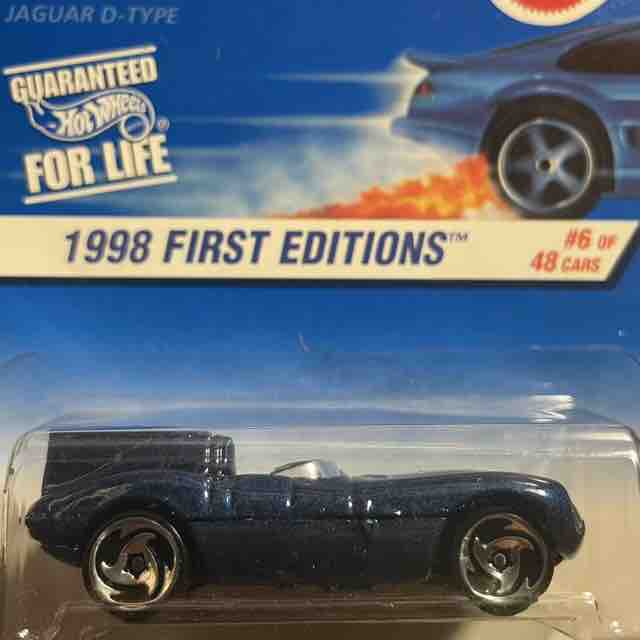 JAGUAR D-TYPE
GUARANTEED
Hot Wheels®
FOR LIFE
1998 FIRST EDITIONS™
#6 OF
48 CARS